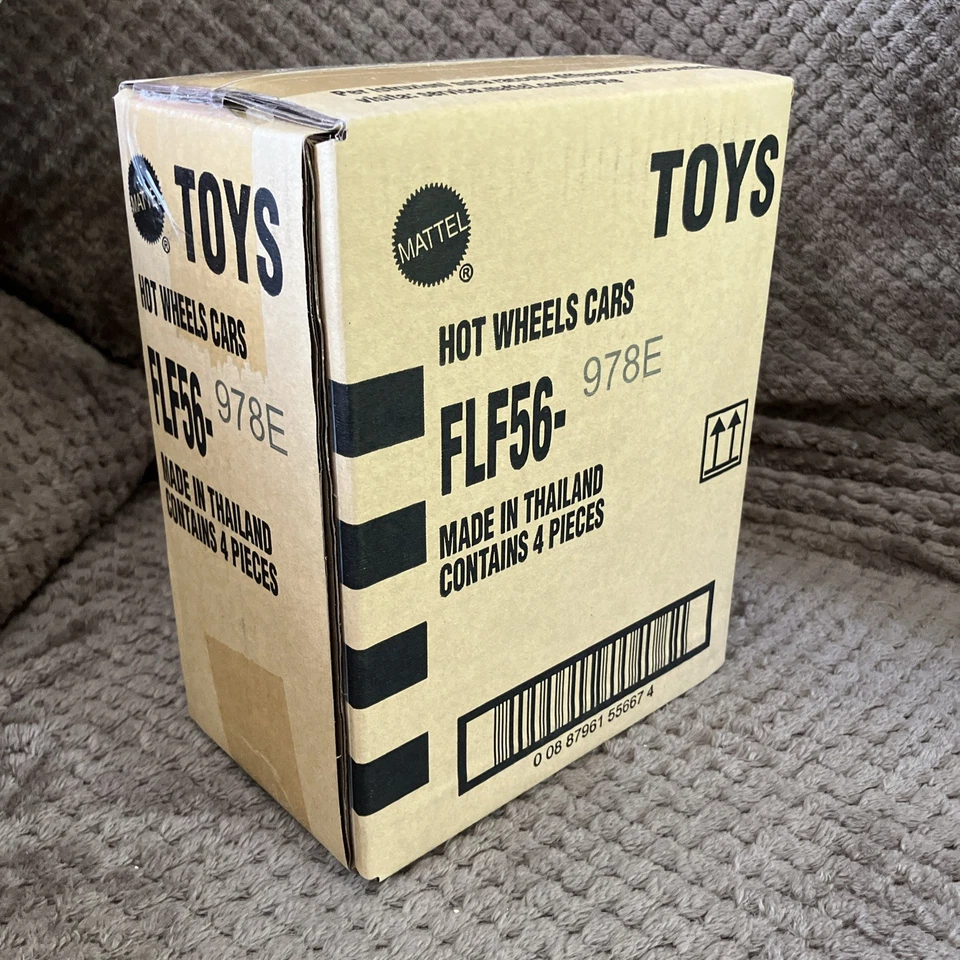 MATTEL
®
TOYS
HOT WHEELS CARS
FLF56-
978E
MADE IN THAILAND
CONTAINS 4 PIECES
MATTEL
®
TOYS
HOT WHEELS CARS
FLF56-
978E
MADE IN THAILAND
CONTAINS 4 PIECES
0 08 87961 55667 4